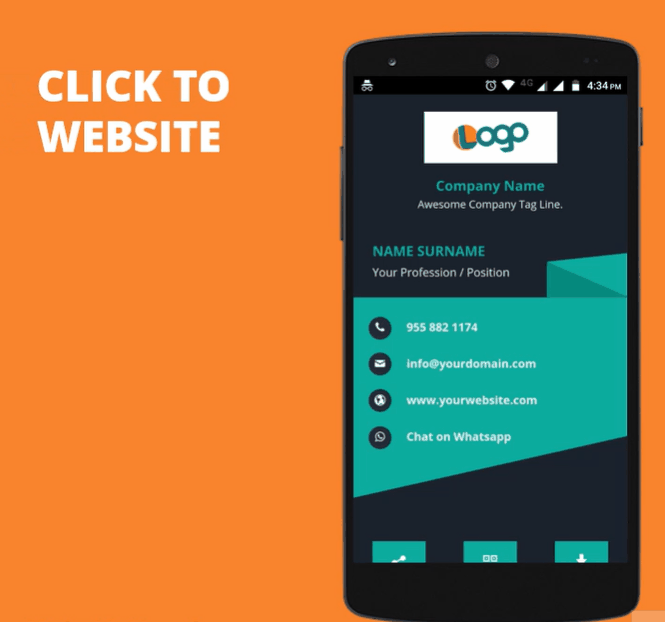 CLICK TO
WEBSITE
4G
4:34 PM
Logo
Company Name
Awesome Company Tag Line.
NAME SURNAME
Your Profession / Position
955 882 1174
info@yourdomain.com
www.yourwebsite.com
Chat on Whatsapp